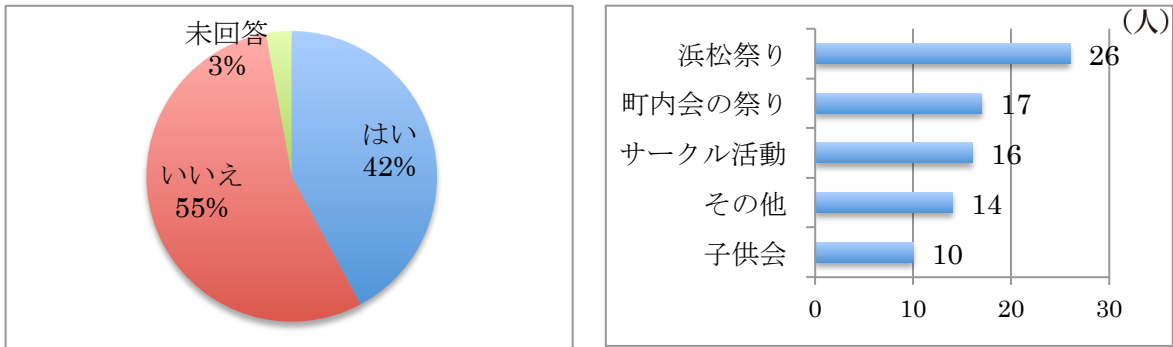 未回答
3%
はい
42%
いいえ
55%
(人)
浜松祭り 26
町内会の祭り 17
サークル活動 16
その他 14
子供会 10
0 10 20 30